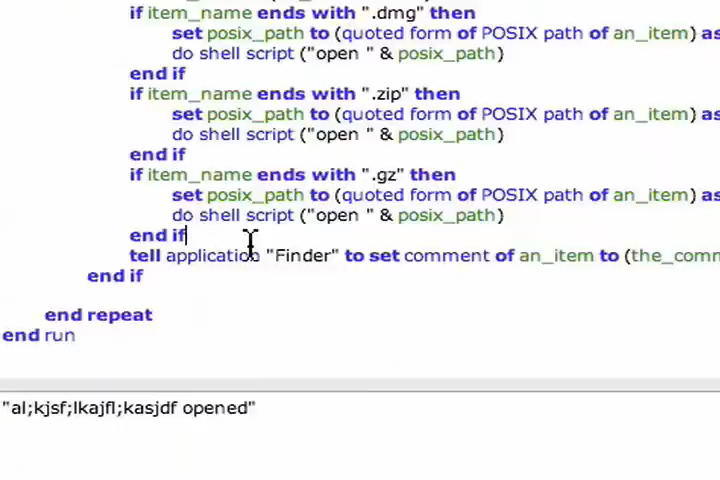 if item_name ends with ".dmg" then
set posix_path to (quoted form of POSIX path of an_item) as
do shell script ("open " & posix_path)
end if
if item_name ends with ".zip" then
set posix_path to (quoted form of POSIX path of an_item) as
do shell script ("open " & posix_path)
end if
if item_name ends with ".gz" then
set posix_path to (quoted form of POSIX path of an_item) as
do shell script ("open " & posix_path)
end if
tell application "Finder" to set comment of an_item to (the_comm
end if
end repeat
end run
"al;kjsf;lkajfl;kasjdf opened"